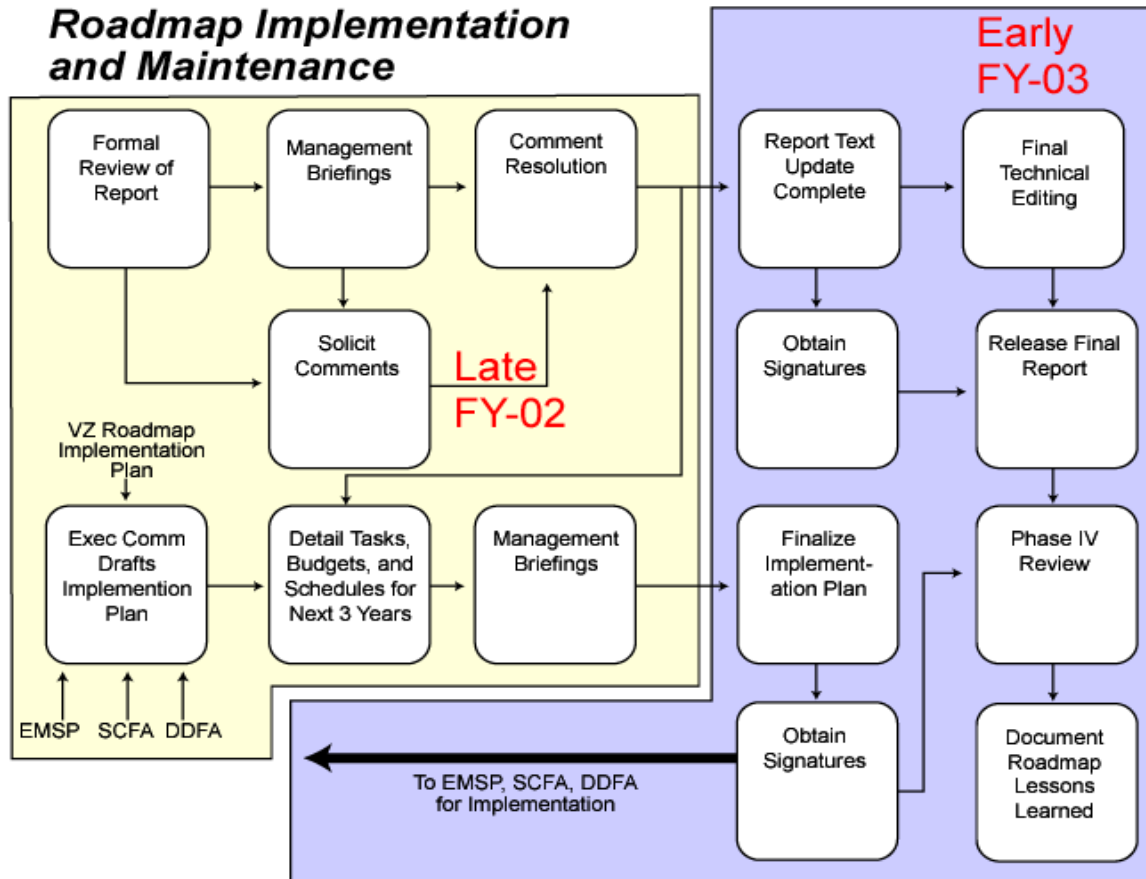 Roadmap Implementation
and Maintenance
Early
FY-03
Formal
Review of
Report
Management
Briefings
Comment
Resolution
Report Text
Update
Complete
Final
Technical
Editing
Solicit
Comments
Late
FY-02
Obtain
Signatures
Release Final
Report
VZ Roadmap
Implementation
Plan
Exec Comm
Drafts
Implemention
Plan
Detail Tasks,
Budgets, and
Schedules for
Next 3 Years
Management
Briefings
Finalize
Implement-
ation Plan
Phase IV
Review
EMSP
SCFA
DDFA
Obtain
Signatures
Document
Roadmap
Lessons
Learned
To EMSP, SCFA, DDFA
for Implementation